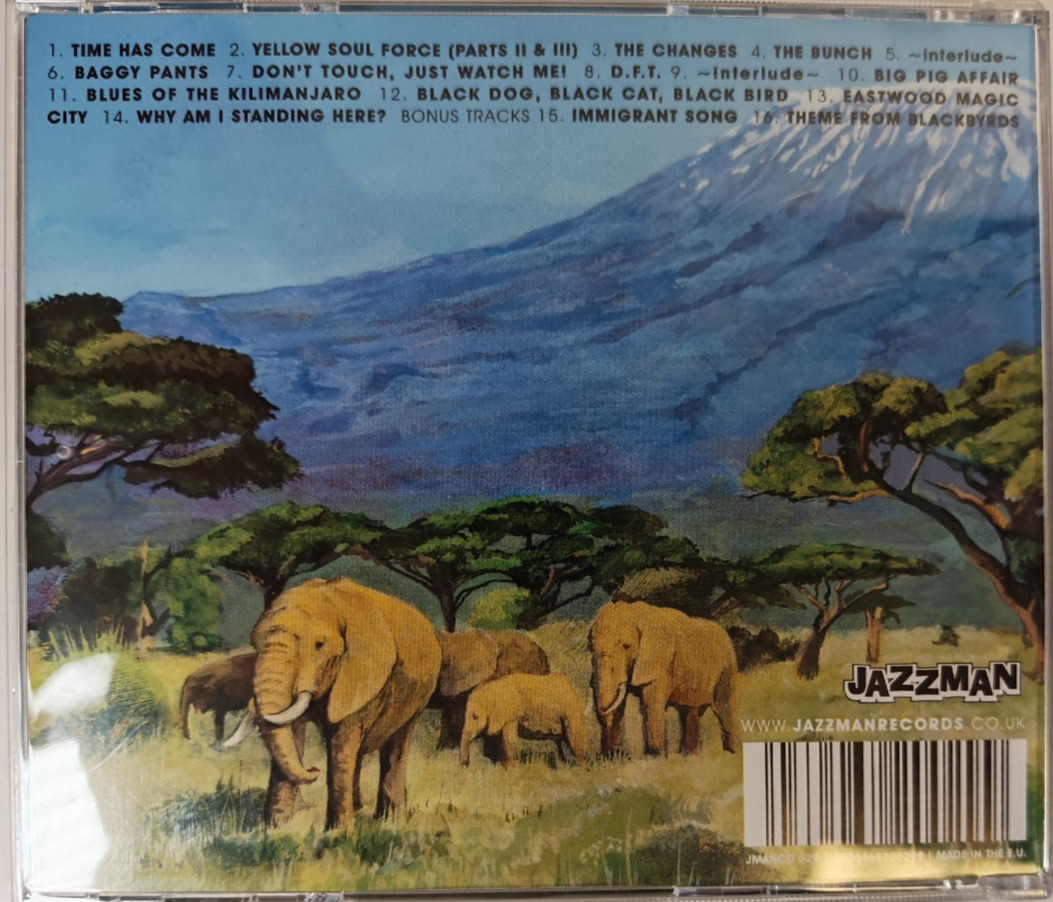 1. TIME HAS COME 2. YELLOW SOUL FORCE (PARTS II & III) 3. THE CHANGES 4. THE BUNCH 5. ~Interlude~
6. BAGGY PANTS 7. DON'T TOUCH, JUST WATCH ME! 8. D.F.T. 9. ~Interlude~ 10. BIG PIG AFFAIR
11. BLUES OF THE KILIMANJARO 12. BLACK DOG, BLACK CAT, BLACK BIRD 13. EASTWOOD MAGIC
CITY 14. WHY AM I STANDING HERE? BONUS TRACKS 15. IMMIGRANT SONG 16. THEME FROM BLACKBYRDS
JAZZMAN
WWW.JAZZMANRECORDS.CO.UK
JMANCD 029 | MADE IN THE E.U.